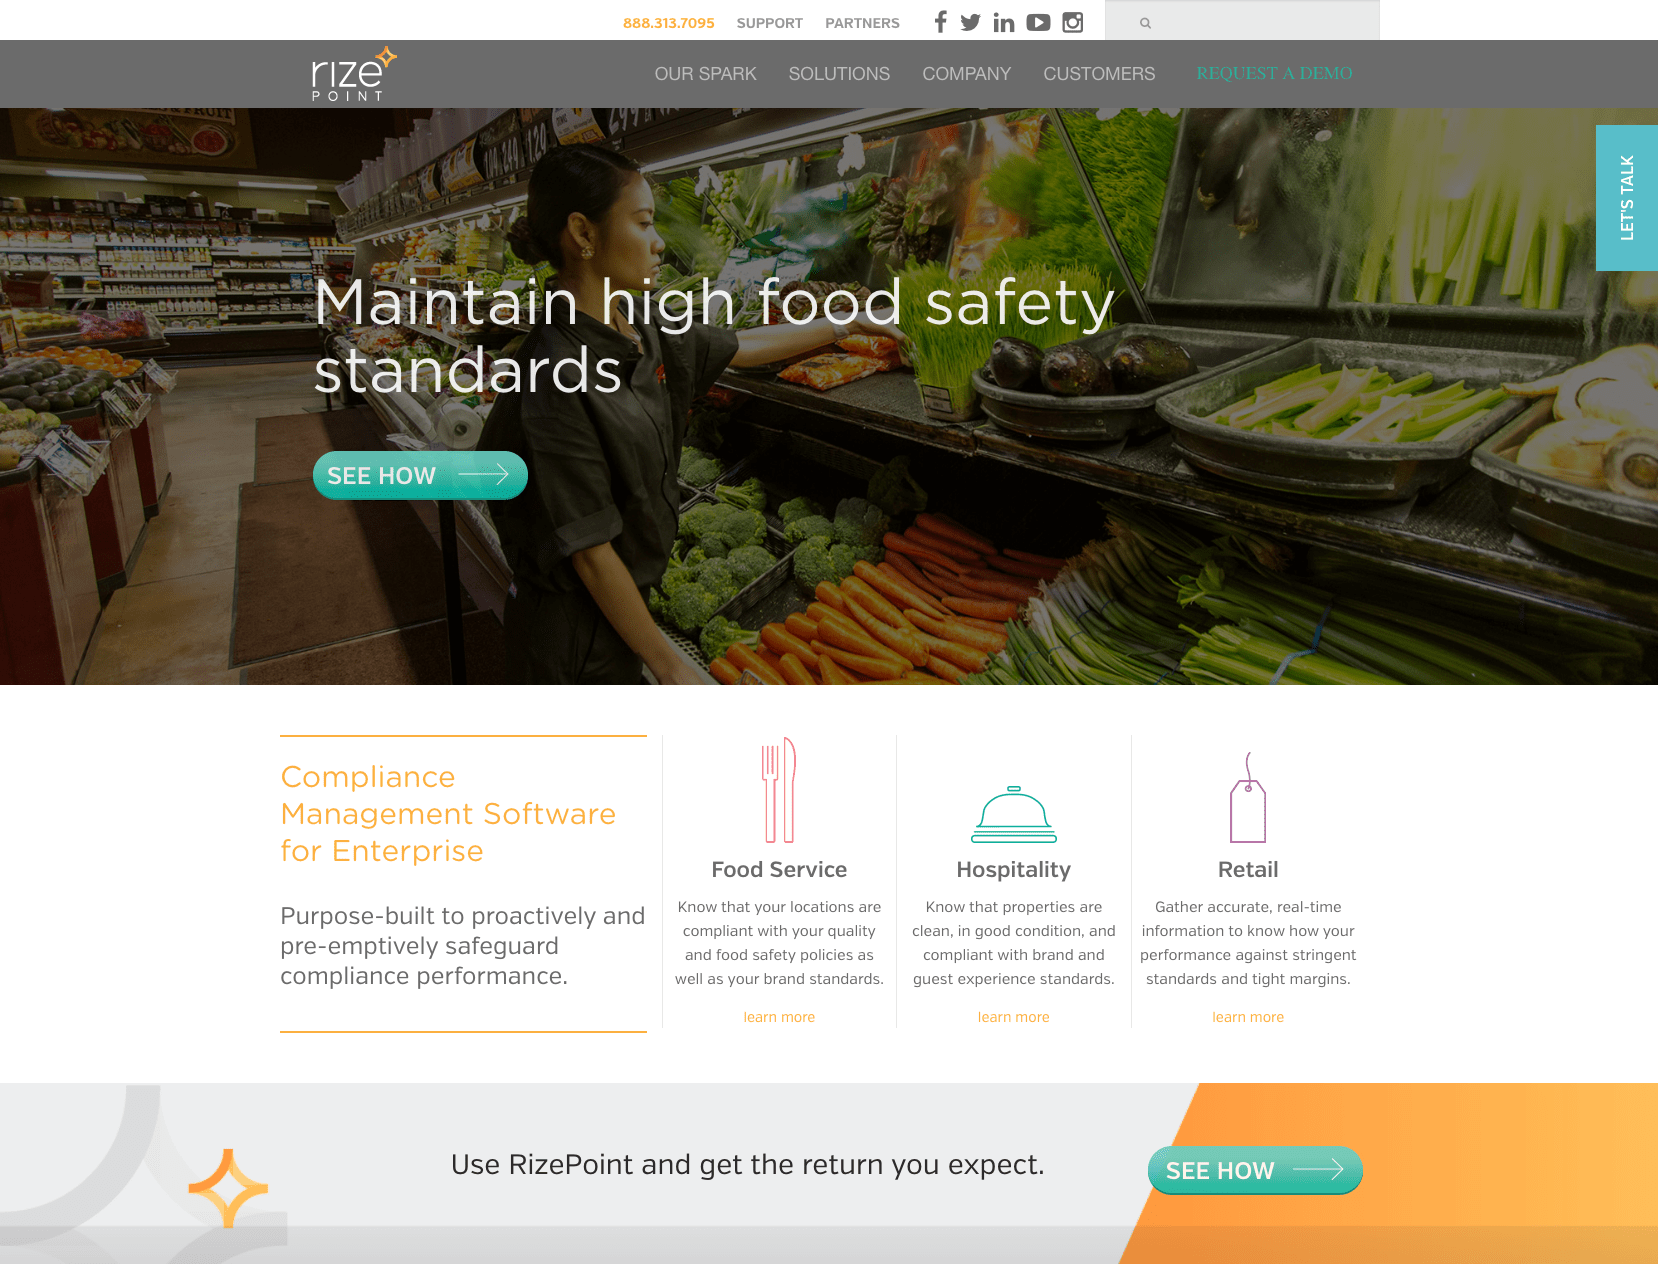 888.313.7095 SUPPORT PARTNERS
rize
POINT
OUR SPARK SOLUTIONS COMPANY CUSTOMERS REQUEST A DEMO
LET'S TALK
Maintain high food safety
standards
SEE HOW
Compliance
Management Software
for Enterprise
Purpose-built to proactively and
pre-emptively safeguard
compliance performance.
Food Service
Know that your locations are
compliant with your quality
and food safety policies as
well as your brand standards.
learn more
Hospitality
Know that properties are
clean, in good condition, and
compliant with brand and
guest experience standards.
learn more
Retail
Gather accurate, real-time
information to know how your
performance against stringent
standards and tight margins.
learn more
Use RizePoint and get the return you expect.
SEE HOW